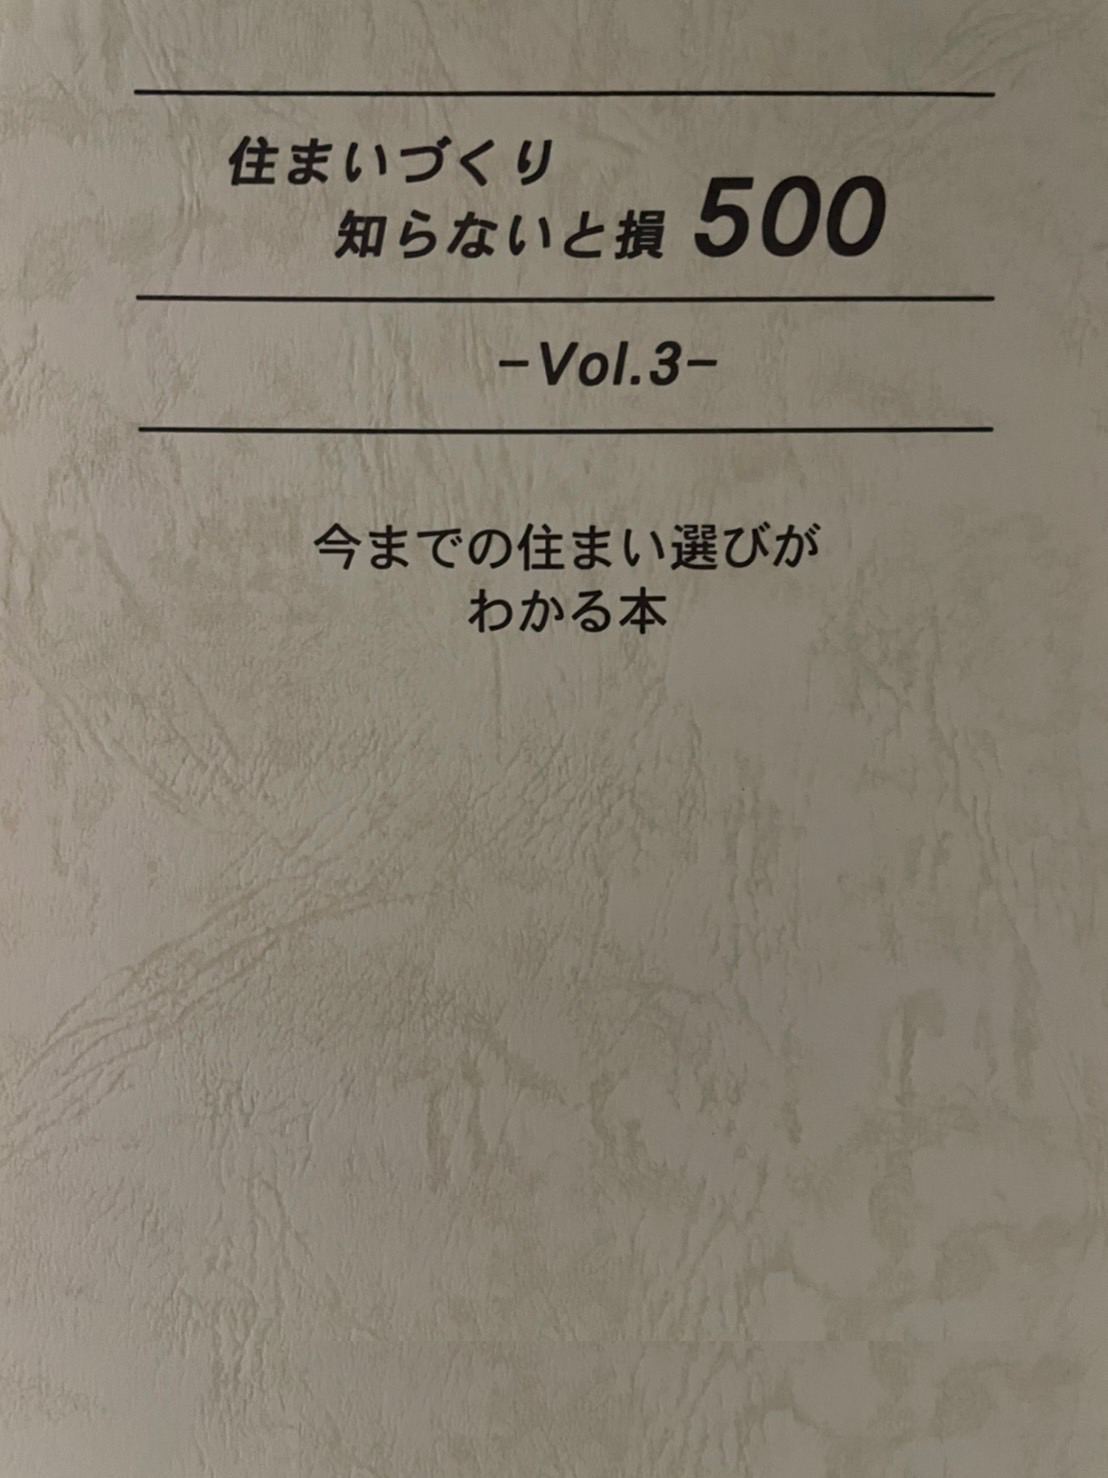 住まいづくり
知らないと損 500
-Vol.3-
今までの住まい選びが
わかる本